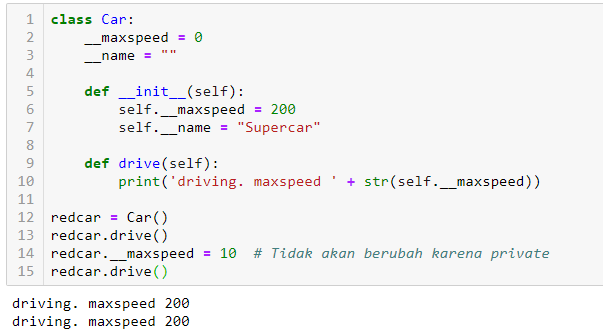 1 class Car:
2     __maxspeed = 0
3     __name = ""
4
5     def __init__(self):
6         self.__maxspeed = 200
7         self.__name = "Supercar"
8
9     def drive(self):
10         print('driving. maxspeed ' + str(self.__maxspeed))
11
12 redcar = Car()
13 redcar.drive()
14 redcar.__maxspeed = 10  # Tidak akan berubah karena private
15 redcar.drive()
driving. maxspeed 200
driving. maxspeed 200